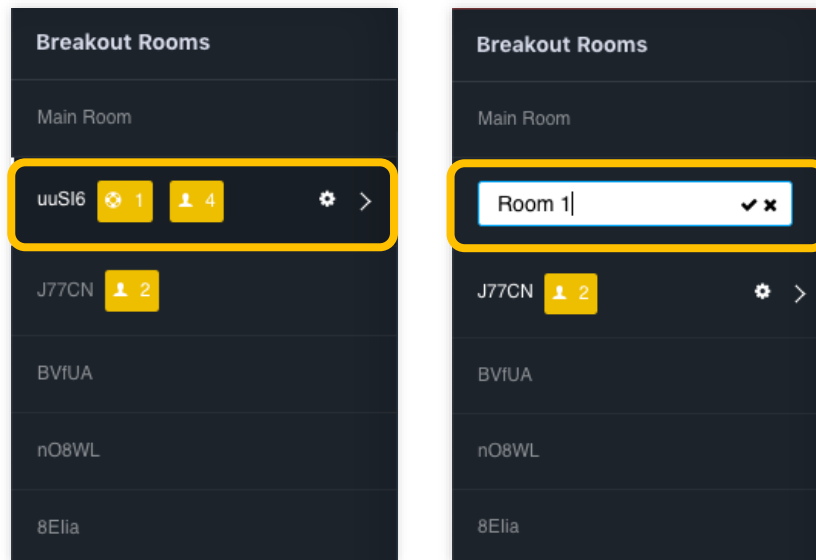 Breakout Rooms
Main Room
uuSI6 1 4
J77CN 2
BVfUA
nO8WL
8Elia
Breakout Rooms
Main Room
Room 1
J77CN 2
BVfUA
nO8WL
8Elia